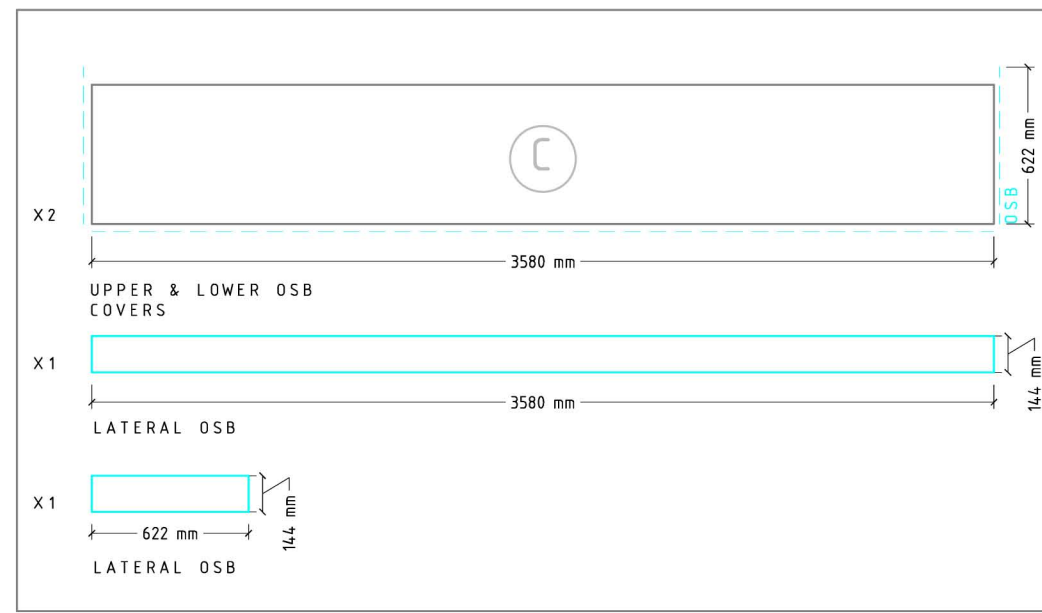 C
622 mm
OSB
X2
3580 mm
UPPER & LOWER OSB
COVERS
X1
144 mm
3580 mm
LATERAL OSB
X1
144 mm
622 mm
LATERAL OSB